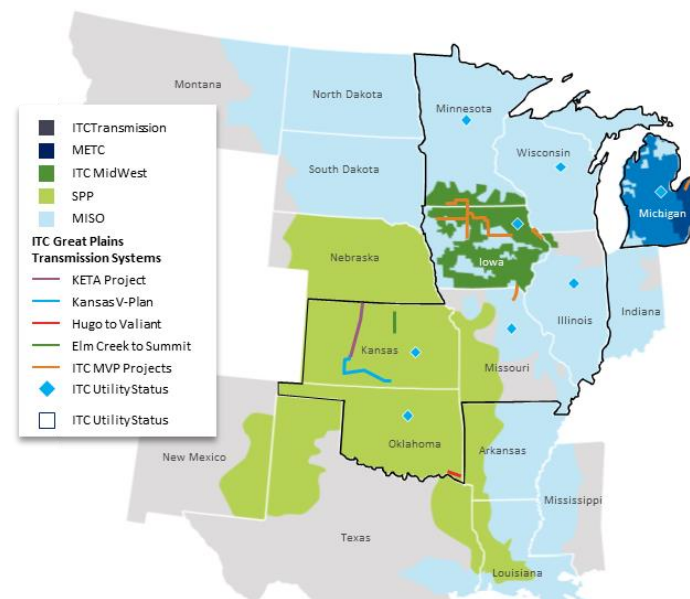 Montana
North Dakota
Minnesota
ITCTransmission
METC
ITC MidWest
SPP
MISO
ITC Great Plains
Transmission Systems
KETA Project
Kansas V-Plan
Hugo to Valiant
Elm Creek to Summit
ITC MVP Projects
ITC Utility Status
ITC Utility Status
South Dakota
Wisconsin
Michigan
Nebraska
Iowa
Illinois
Indiana
Kansas
Missouri
Oklahoma
Arkansas
New Mexico
Mississippi
Texas
Louisiana